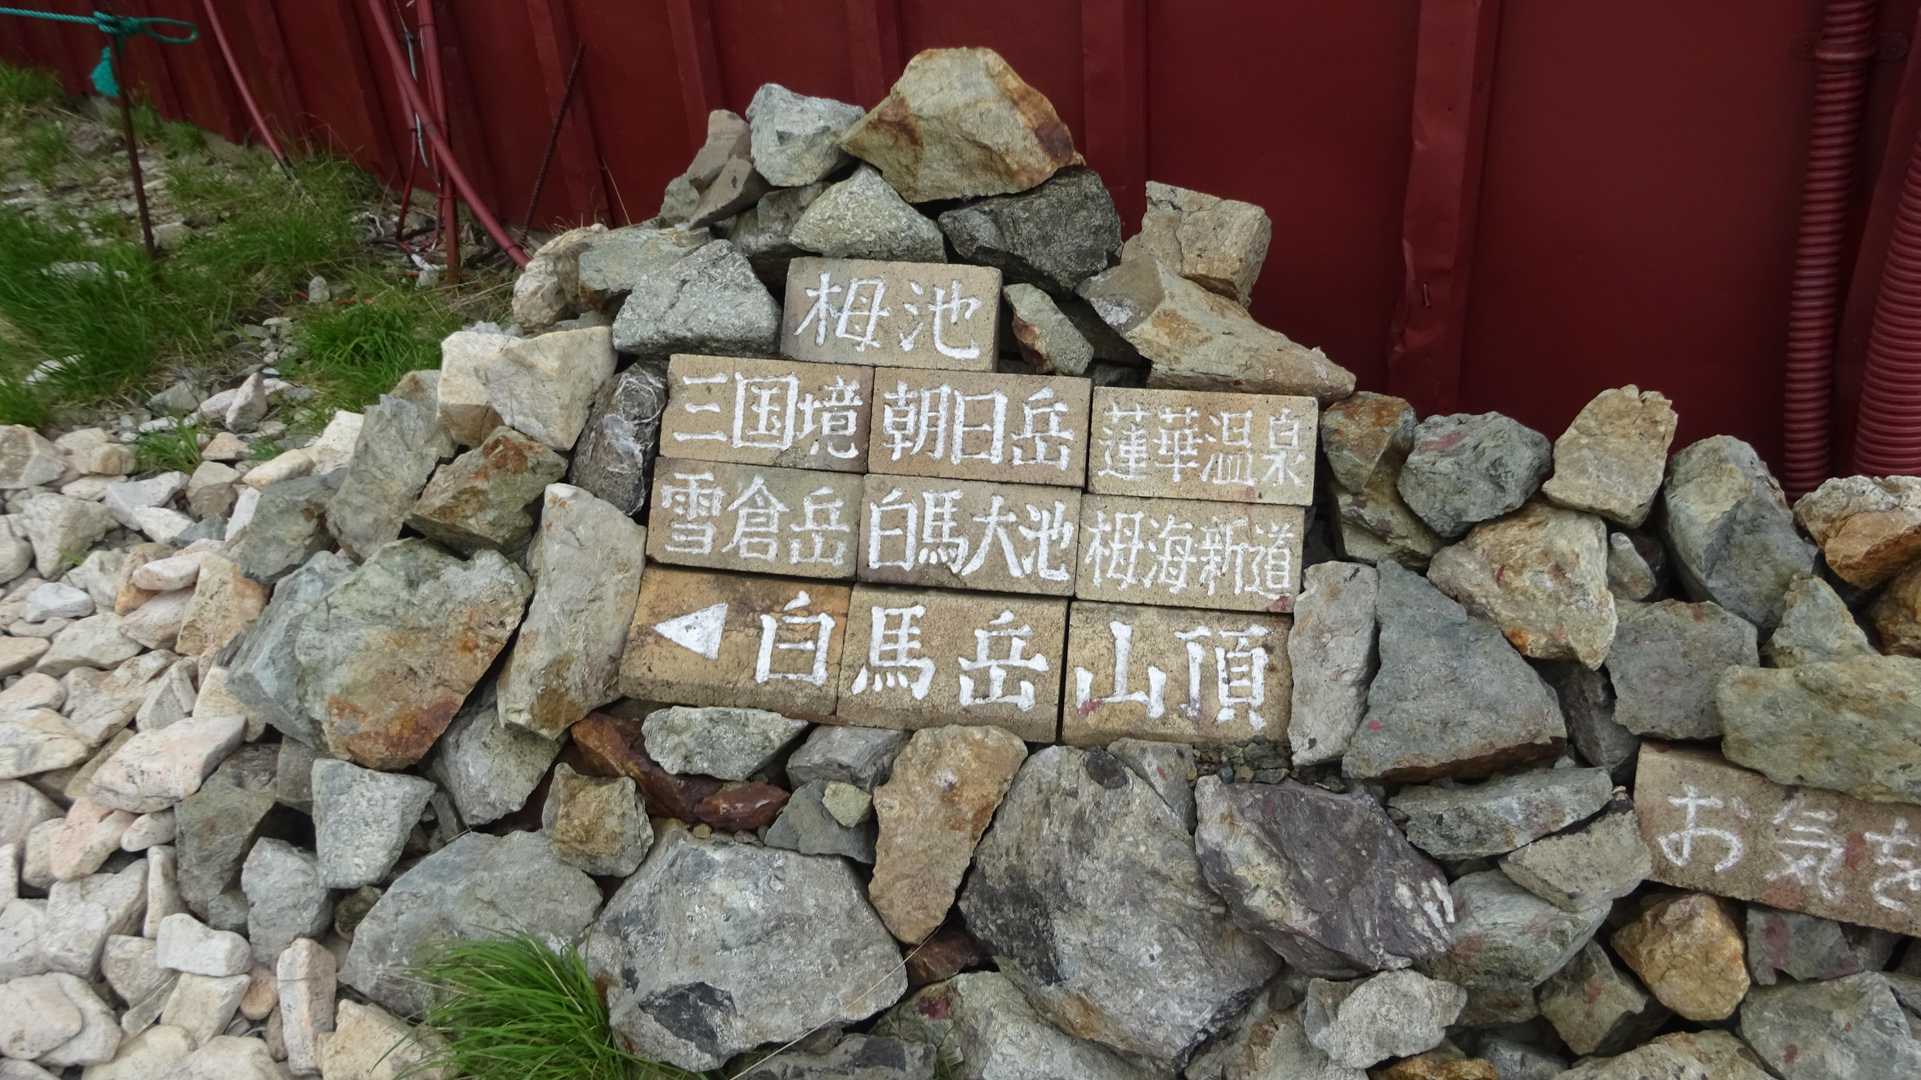 栂池
三国境 朝日岳 蓮華温泉
雪倉岳 白馬大池 栂海新道
◀ 白馬岳山頂
お気を